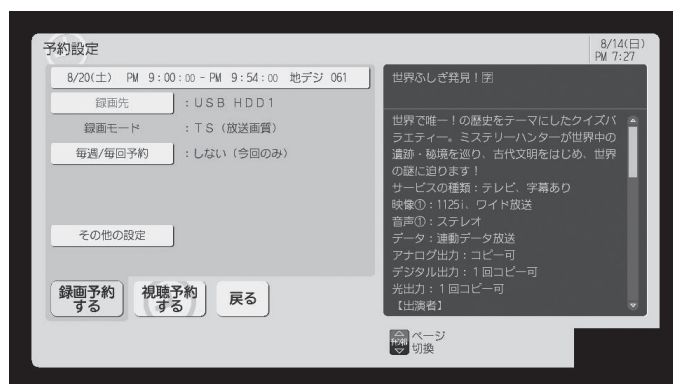 予約設定
8/14(日)
PM 7:27
8/20(土) PM 9:00:00 - PM 9:54:00 地デジ 061
録画先 :USB HDD1
録画モード :TS(放送画質)
毎週/毎回予約 :しない(今回のみ)
その他の設定
録画予約
する
視聴予約
する
戻る
世界ふしぎ発見!字
世界で唯一!の歴史をテーマにしたクイズバ
ラエティー。ミステリーハンターが世界中の
遺跡・秘境を巡り、古代文明をはじめ、世界
の謎に迫ります!
サービスの種類:テレビ、字幕あり
映像①:1125i、ワイド放送
音声①:ステレオ
データ:連動データ放送
アナログ出力:コピー可
デジタル出力:1回コピー可
光出力:1回コピー可
【出演者】
チャンネル ページ
切換